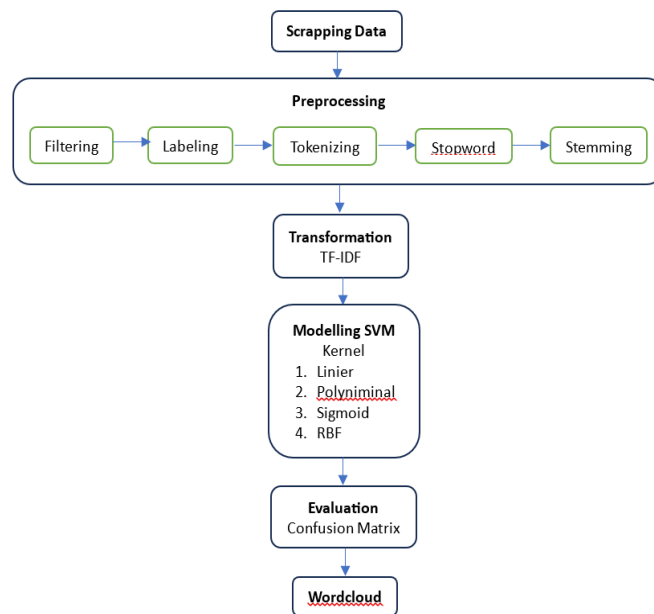 Scrapping Data
Preprocessing
Filtering
Labeling
Tokenizing
Stopword
Stemming
Transformation
TF-IDF
Modelling SVM
Kernel
1. Linier
2. Polyniminal
3. Sigmoid
4. RBF
Evaluation
Confusion Matrix
Wordcloud